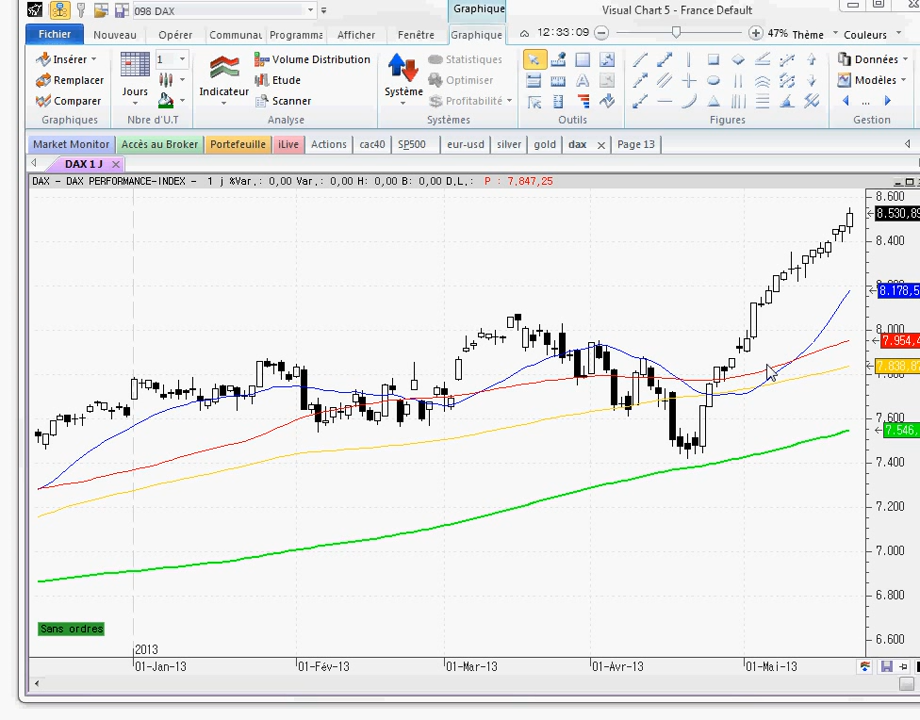 098 DAX
Graphique
Visual Chart 5 - France Default
Fichier
Nouveau
Opérer
Communau
Programma
Afficher
Fenêtre
Graphique
12:33:09
47%
Thème
Couleurs
Insérer
Remplacer
Comparer
Graphiques
Jours
1
Nbre d'U.T
Indicateur
Volume Distribution
Etude
Scanner
Analyse
Système
Statistiques
Optimiser
Profitabilité
Systèmes
Outils
Figures
Données
Modèles
...
Gestion
Market Monitor
Accès au Broker
Portefeuille
iLive
Actions
cac40
SP500
eur-usd
silver
gold
dax
Page 13
DAX 1 J
DAX - DAX PERFORMANCE-INDEX - 1 j %Var.: 0,00 Var.: 0,00 H: 0,00 B: 0,00 D.L.: P : 7.847,25
8.600
8.530,89
8.400
8.178,5
8.000
7.954,4
7.838,87
7.600
7.546,
7.400
7.200
7.000
6.800
6.600
Sans ordres
2013
01-Jan-13
01-Fév-13
01-Mar-13
01-Avr-13
01-Mai-13